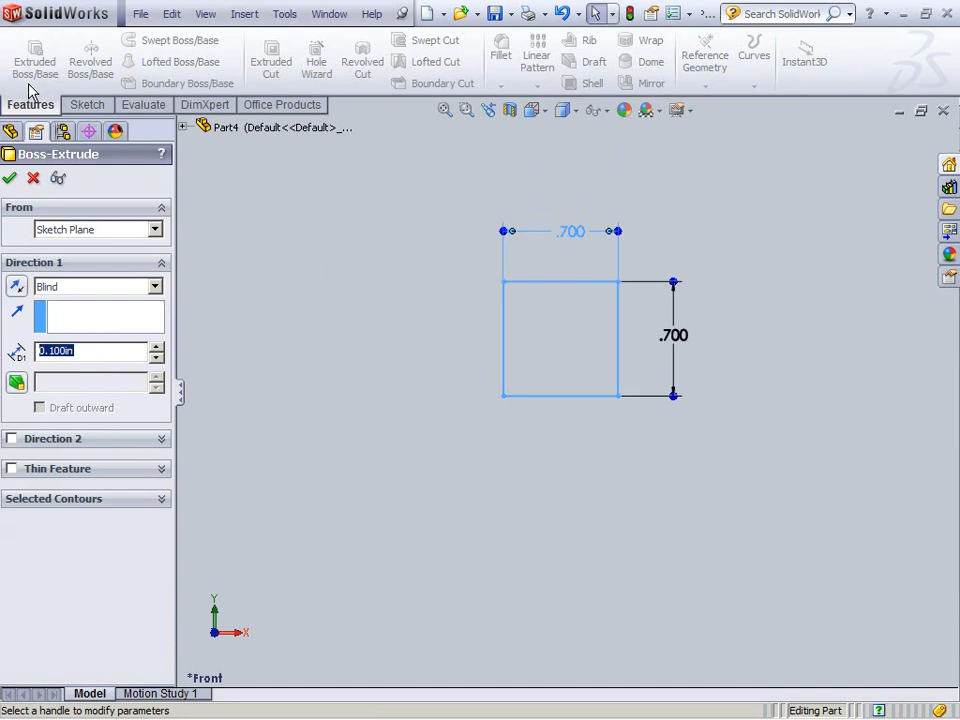 SW SolidWorks File Edit View Insert Tools Window Help Search SolidWork
Extruded Boss/Base
Revolved Boss/Base
Swept Boss/Base
Lofted Boss/Base
Boundary Boss/Base
Extruded Cut
Hole Wizard
Revolved Cut
Swept Cut
Lofted Cut
Boundary Cut
Fillet
Linear Pattern
Rib
Draft
Shell
Wrap
Dome
Mirror
Reference Geometry
Curves
Instant3D
Features Sketch Evaluate DimXpert Office Products
Part4 (Default<<Default>_...
Boss-Extrude ?
From
Sketch Plane
Direction 1
Blind
D1 0.100in
Draft outward
Direction 2
Thin Feature
Selected Contours
.700
.700
Y
X
*Front
Model Motion Study 1
Select a handle to modify parameters Editing Part ?